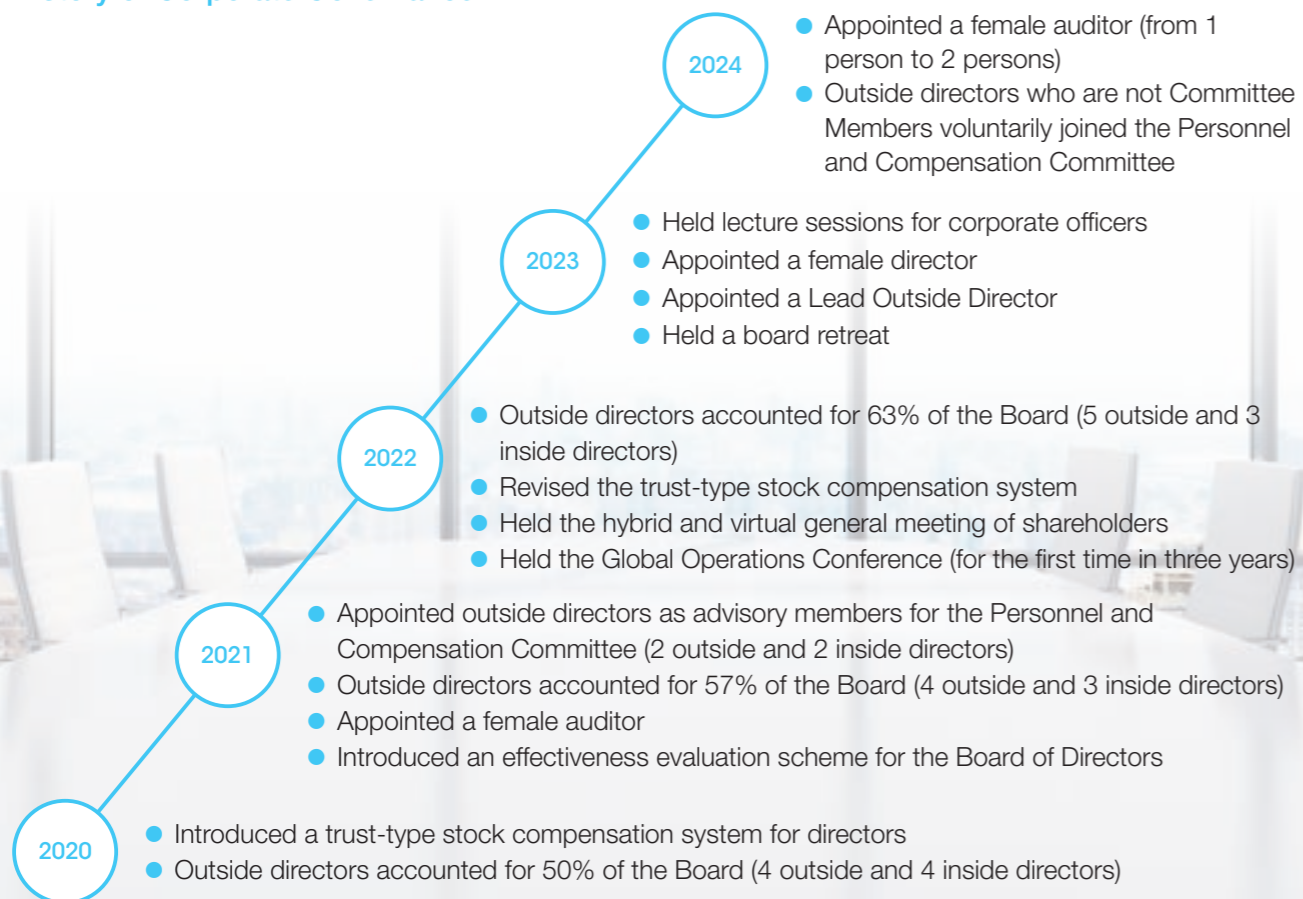 2024
● Appointed a female auditor (from 1
person to 2 persons)
● Outside directors who are not Committee
Members voluntarily joined the Personnel
and Compensation Committee
2023
● Held lecture sessions for corporate officers
● Appointed a female director
● Appointed a Lead Outside Director
● Held a board retreat
2022
● Outside directors accounted for 63% of the Board (5 outside and 3
inside directors)
● Revised the trust-type stock compensation system
● Held the hybrid and virtual general meeting of shareholders
● Held the Global Operations Conference (for the first time in three years)
2021
● Appointed outside directors as advisory members for the Personnel and
Compensation Committee (2 outside and 2 inside directors)
● Outside directors accounted for 57% of the Board (4 outside and 3 inside directors)
● Appointed a female auditor
● Introduced an effectiveness evaluation scheme for the Board of Directors
2020
● Introduced a trust-type stock compensation system for directors
● Outside directors accounted for 50% of the Board (4 outside and 4 inside directors)